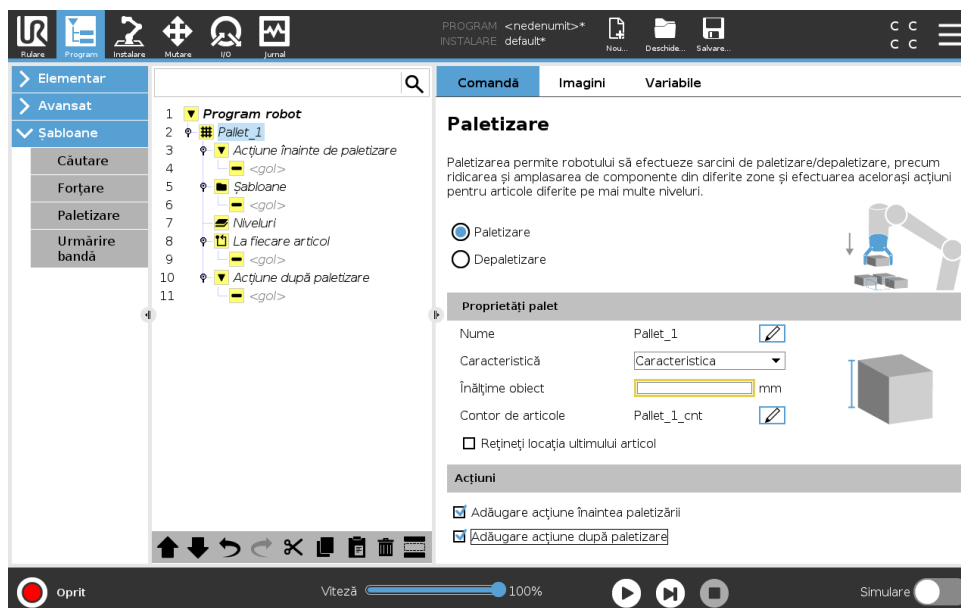 PROGRAM <nedenumit>*
INSTALARE default*
Rulare
Program
Instalare
Mutare
I/O
Jurnal
Nou...
Deschide...
Salvare...
C C
C C
Elementar
Avansat
Șabloane
Căutare
Forțare
Paletizare
Urmărire
bandă
1 Program robot
2 Pallet_1
3 Acțiune înainte de paletizare
4 <gol>
5 Șabloane
6 <gol>
7 Niveluri
8 La fiecare articol
9 <gol>
10 Acțiune după paletizare
11 <gol>
Comandă
Imagini
Variabile
Paletizare
Paletizarea permite robotului să efectueze sarcini de paletizare/depaletizare, precum
ridicarea și amplasarea de componente din diferite zone și efectuarea acelorași acțiuni
pentru articole diferite pe mai multe niveluri.
Paletizare
Depaletizare
Proprietăți palet
Nume Pallet_1
Caracteristică Caracteristica
Înălțime obiect mm
Contor de articole Pallet_1_cnt
Rețineți locația ultimului articol
Acțiuni
Adăugare acțiune înaintea paletizării
Adăugare acțiune după paletizare
Oprit
Viteză
100%
Simulare